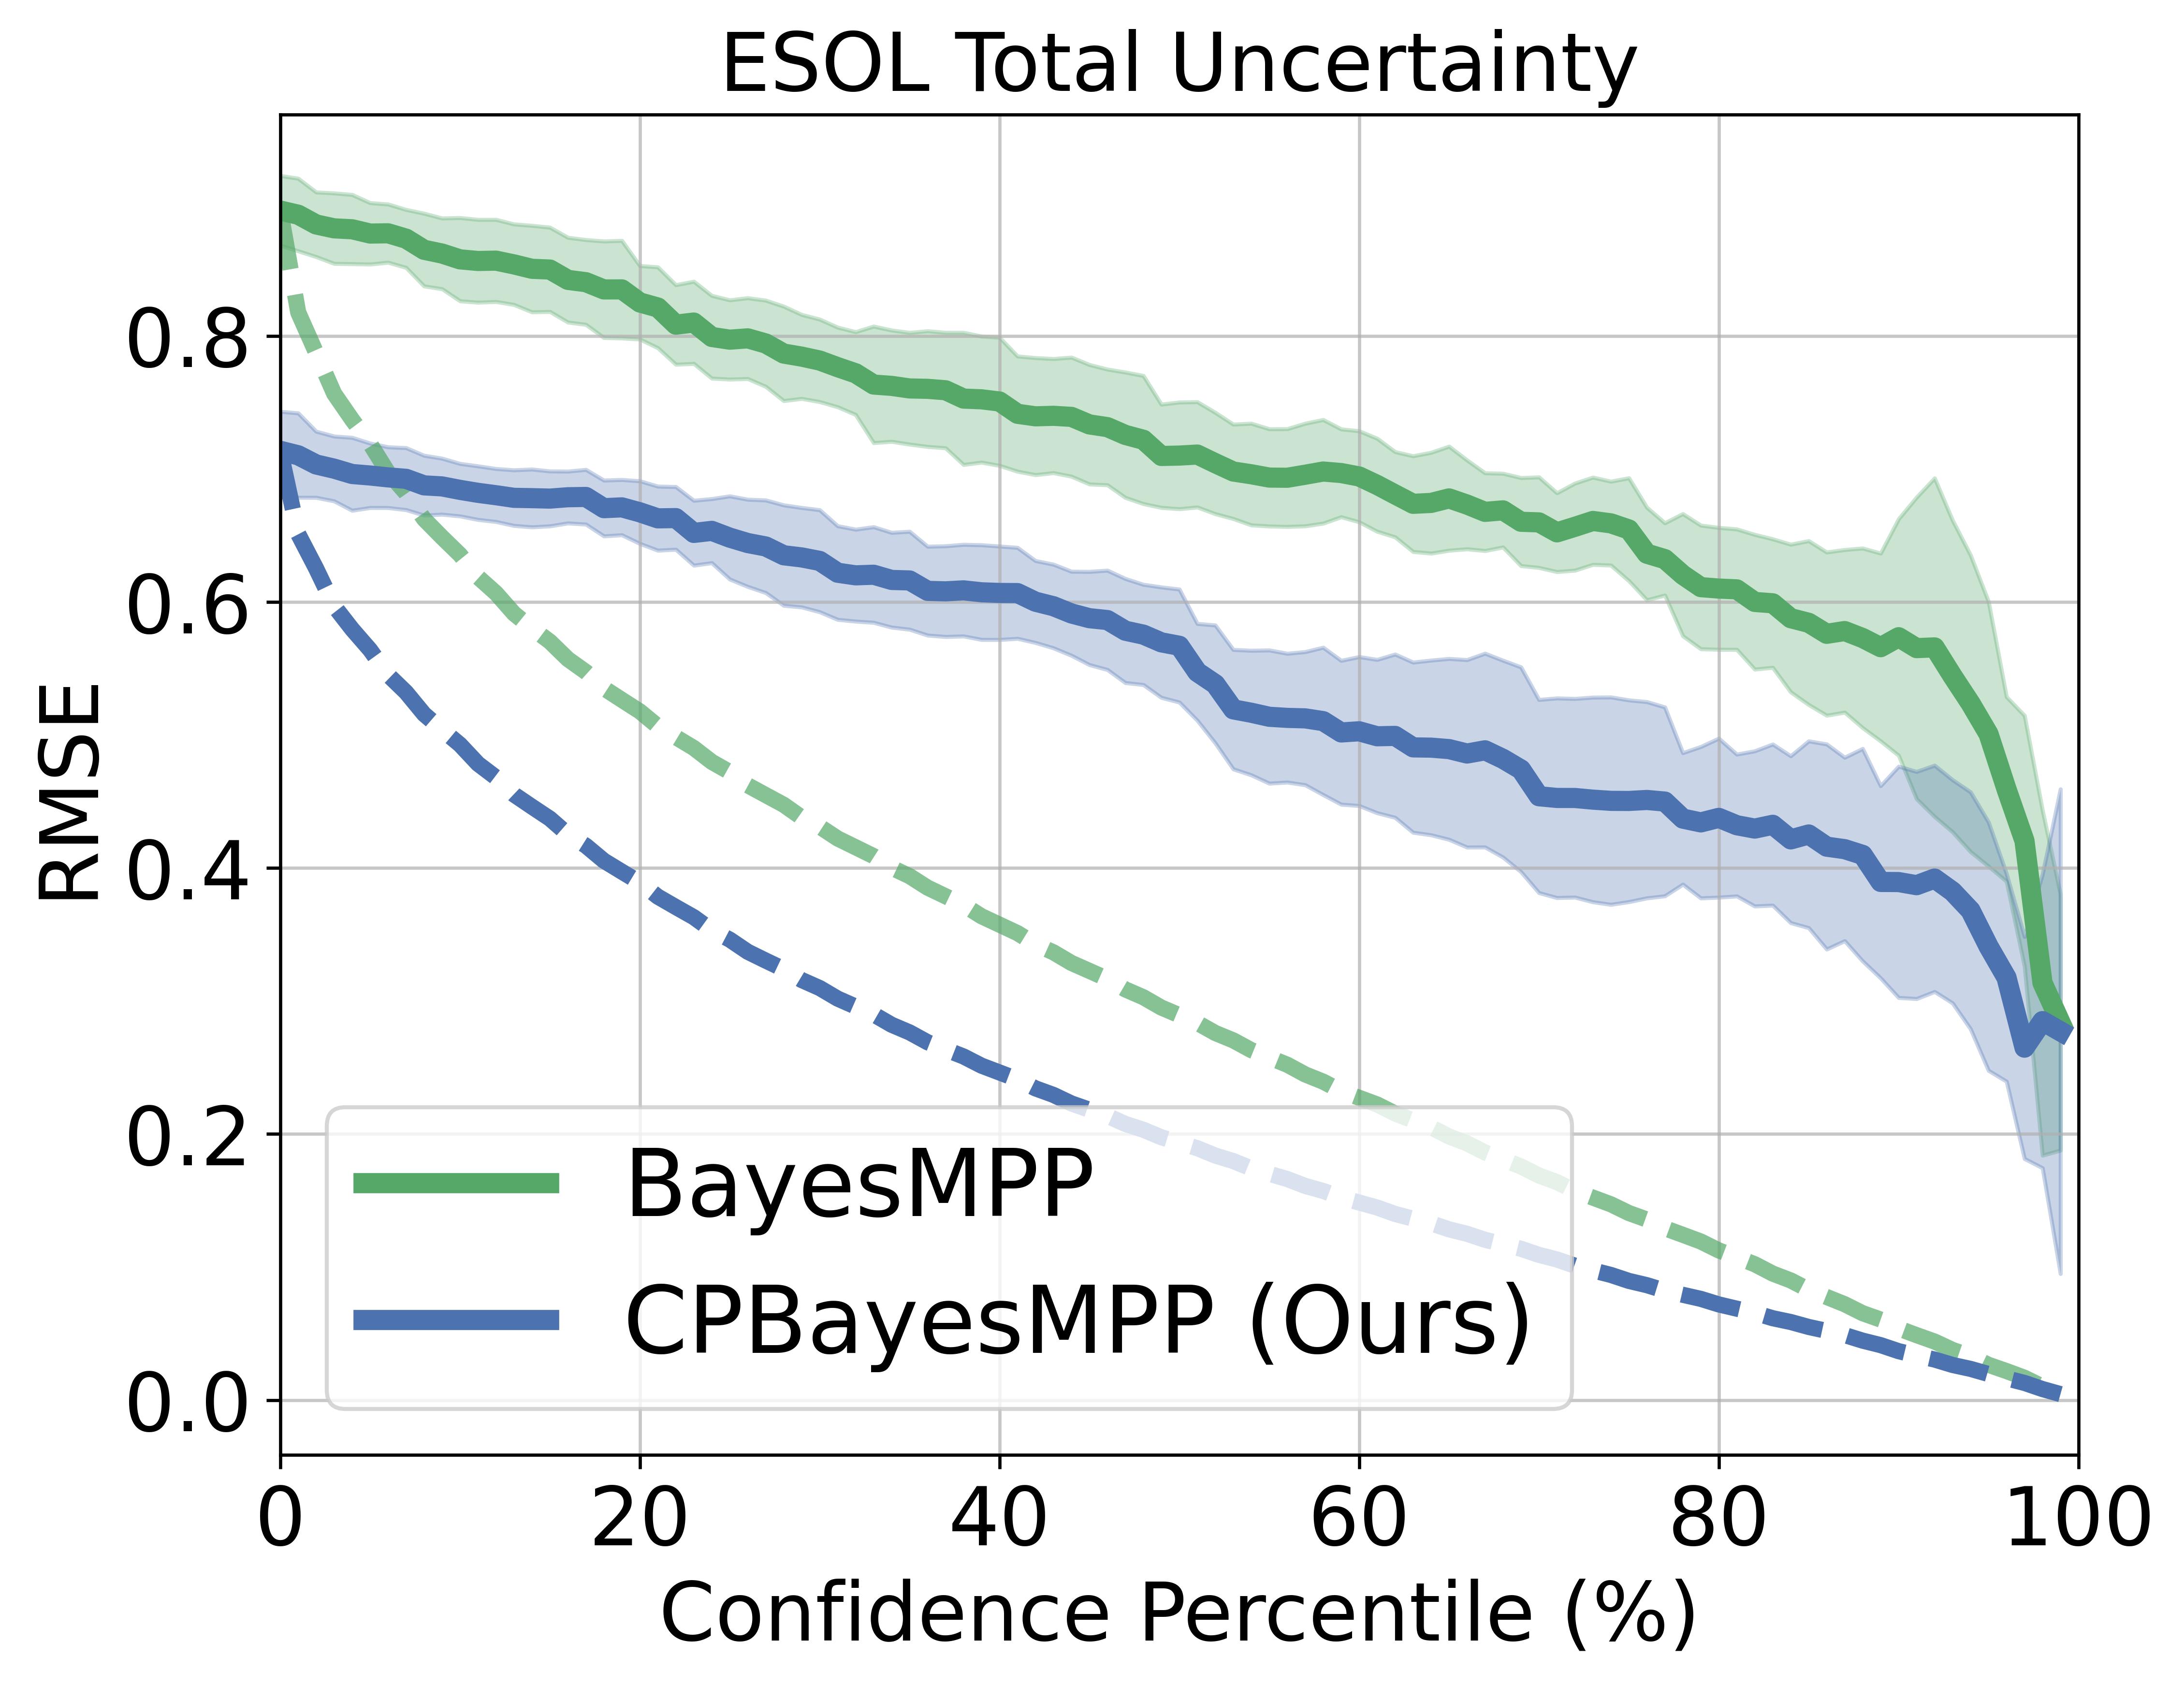 ESOL Total Uncertainty
RMSE
0.8
0.6
0.4
0.2
0.0
BayesMPP
CPBayesMPP (Ours)
0 20 40 60 80 100
Confidence Percentile (%)